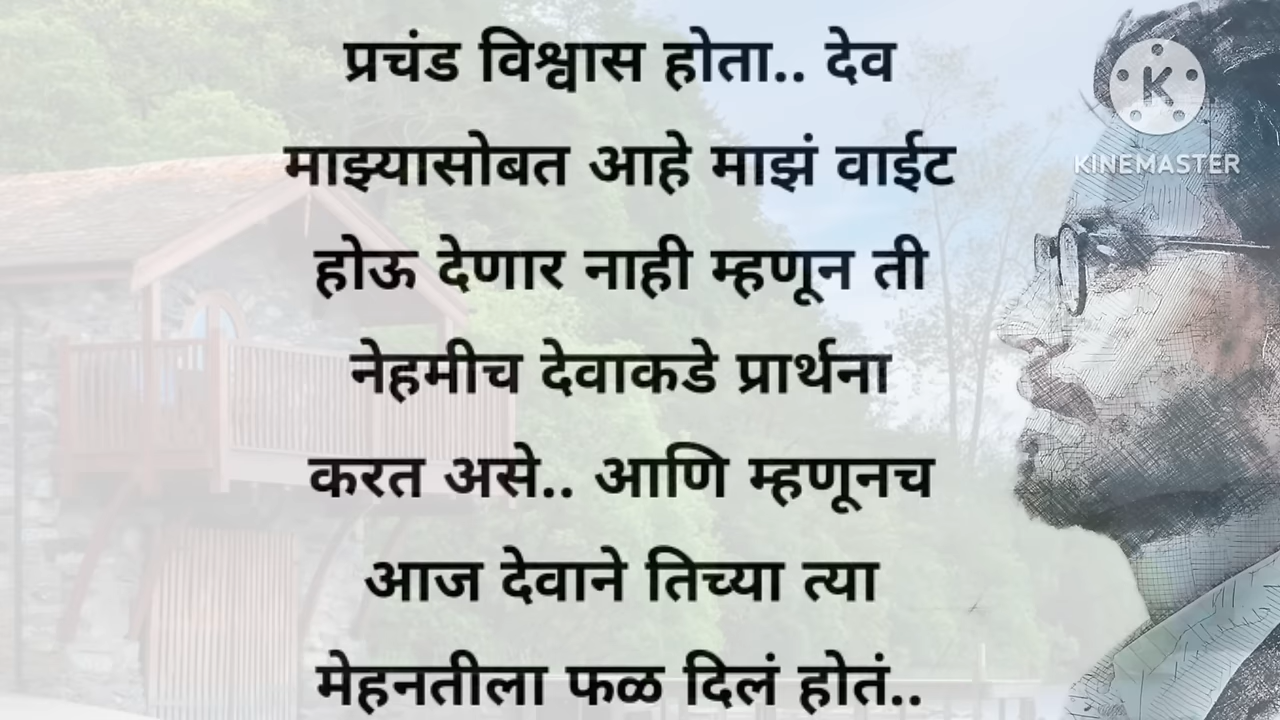 प्रचंड विश्वास होता.. देव
माझ्यासोबत आहे माझं वाईट
होऊ देणार नाही म्हणून ती
नेहमीच देवाकडे प्रार्थना
करत असे.. आणि म्हणूनच
आज देवाने तिच्या त्या
मेहनतीला फळ दिलं होतं..
K
KINEMASTER